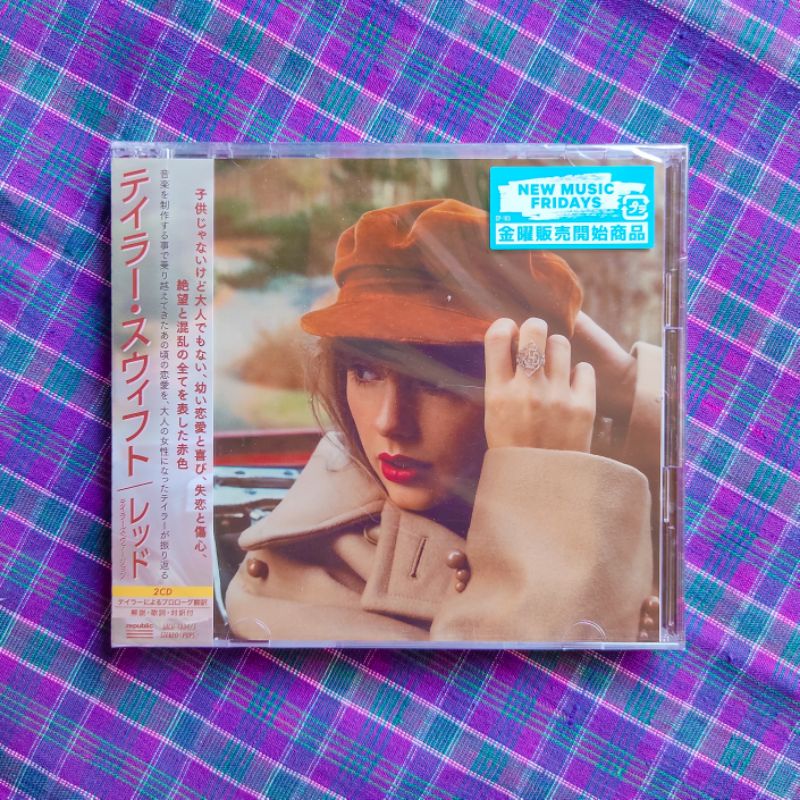 テイラー・スウィフト／レッド
テイラーズ・ヴァージョン
音楽を制作する事で乗り越えてきたあの頃の恋愛を、大人の女性になったテイラーが振り返る
子供じゃないけど大人でもない、幼い恋愛と喜び、失恋と傷心、
絶望と混乱の全てを表した赤色
2CD
テイラーによるプロローグ翻訳
解説・歌詞・対訳付
republic
STEREO POPS
NEW MUSIC
FRIDAYS
金曜販売開始商品
プラ